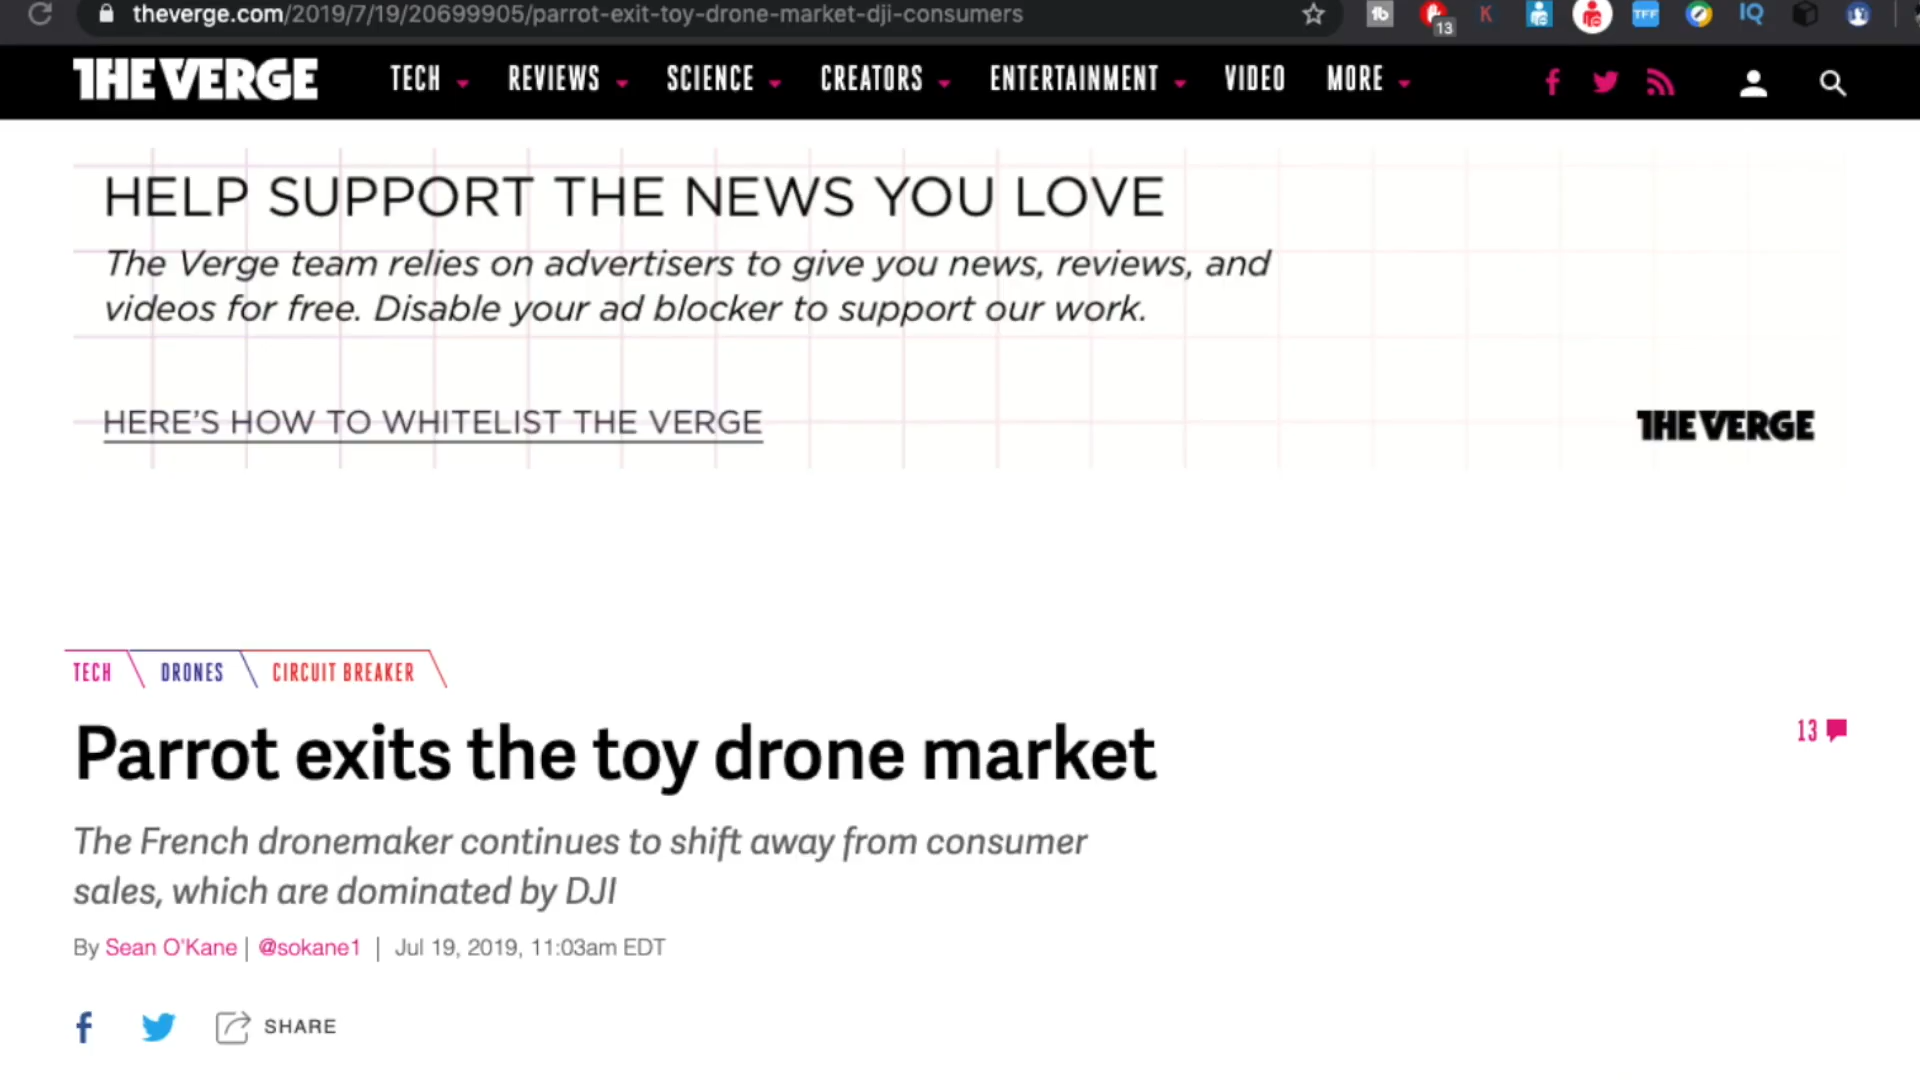 theverge.com/2019/7/19/20699905/parrot-exit-toy-drone-market-dji-consumers
13
K
TFF
IQ
THE VERGE
TECH
REVIEWS
SCIENCE
CREATORS
ENTERTAINMENT
VIDEO
MORE
HELP SUPPORT THE NEWS YOU LOVE
The Verge team relies on advertisers to give you news, reviews, and
videos for free. Disable your ad blocker to support our work.
HERE'S HOW TO WHITELIST THE VERGE
THE VERGE
TECH
DRONES
CIRCUIT BREAKER
Parrot exits the toy drone market
13
The French dronemaker continues to shift away from consumer
sales, which are dominated by DJI
By Sean O'Kane | @sokane1 | Jul 19, 2019, 11:03am EDT
SHARE